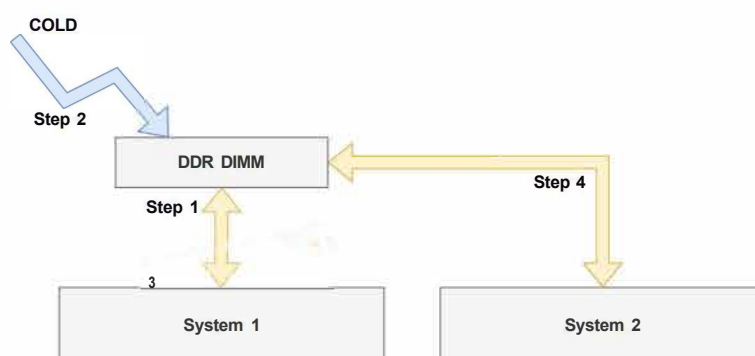 COLD
Step 2
DDR DIMM
Step 1
Step 4
3
System 1
System 2